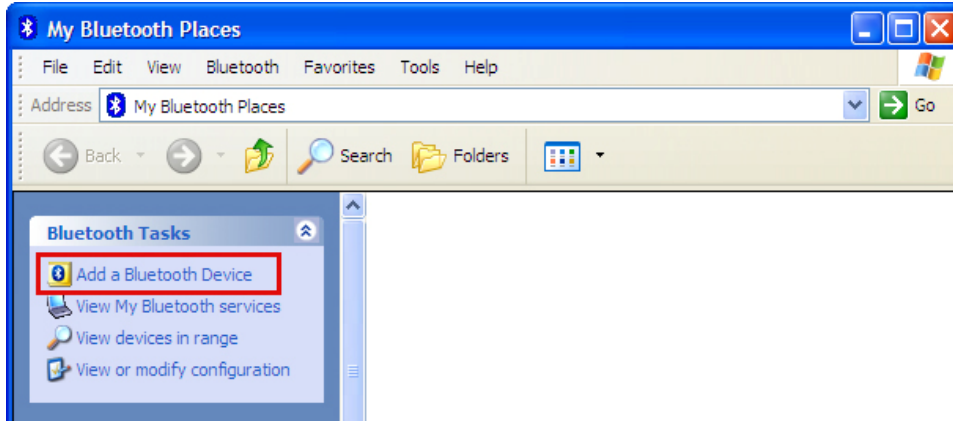 My Bluetooth Places
File Edit View Bluetooth Favorites Tools Help
Address My Bluetooth Places Go
Back Search Folders
Bluetooth Tasks
Add a Bluetooth Device
View My Bluetooth services
View devices in range
View or modify configuration